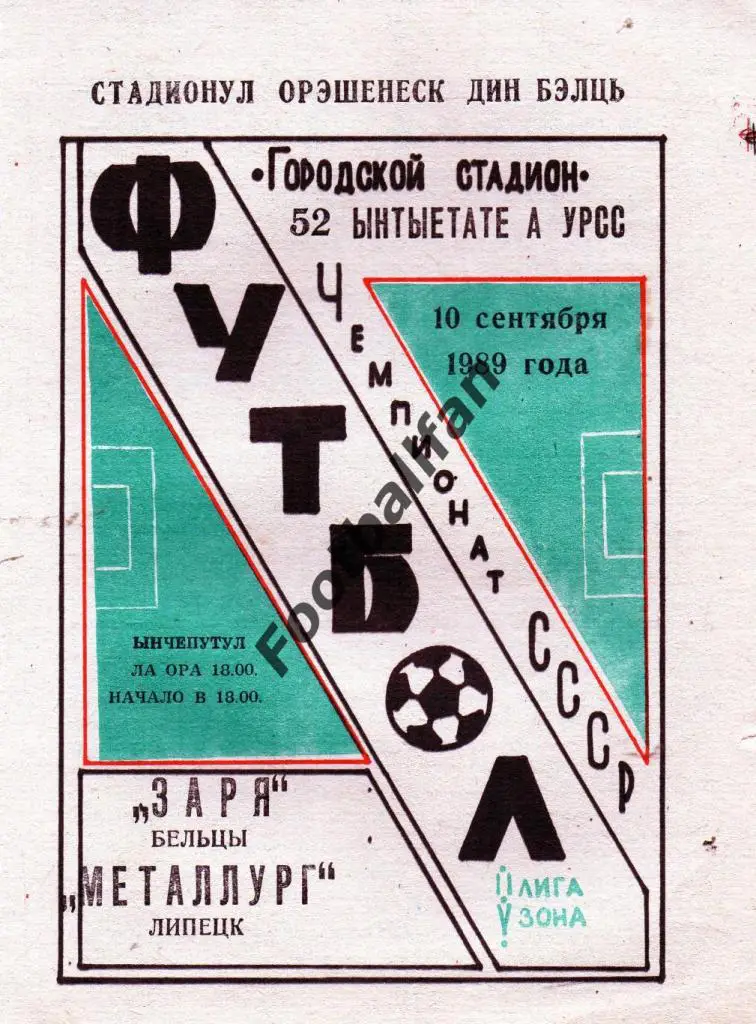 СТАДИОНУЛ ОРЭШЕНЕСК ДИН БЭЛЦЬ
•ГОРОДСКОЙ СТАДИОН•
52 ЫНТЫЕТАТЕ А УРСС
ФУТБОЛ
ЧЕМПИОНАТ СССР
10 сентября
1989 года
ЫНЧЕПУТУЛ
ЛА ОРА 18.00.
НАЧАЛО В 18.00.
„ЗАРЯ“
БЕЛЬЦЫ
„МЕТАЛЛУРГ“
ЛИПЕЦК
II ЛИГА
V ЗОНА
Footballfan